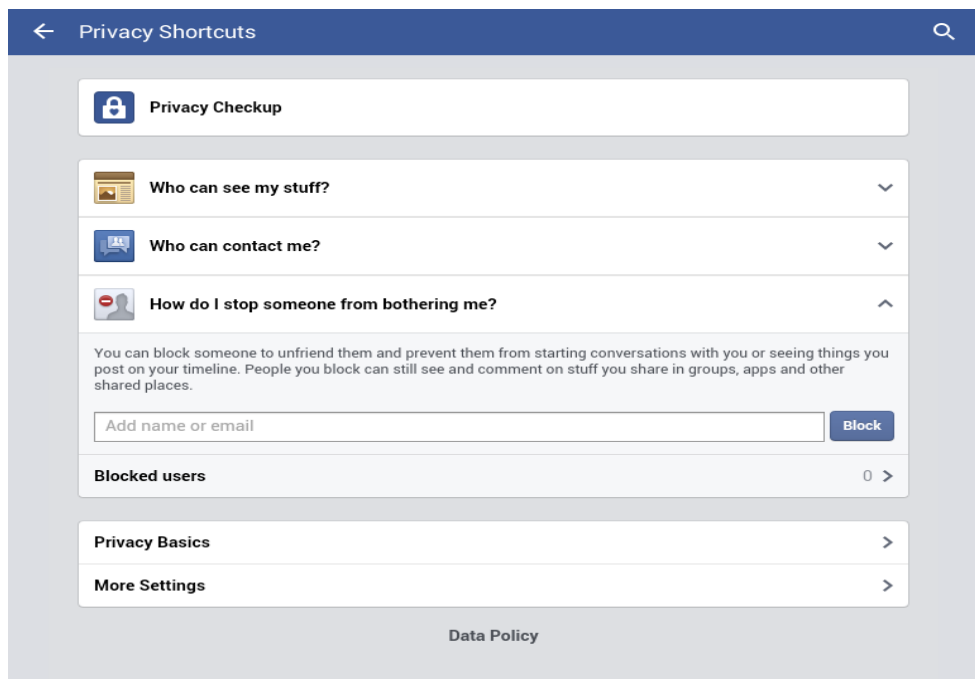 Privacy Shortcuts
Privacy Checkup
Who can see my stuff?
Who can contact me?
How do I stop someone from bothering me?
You can block someone to unfriend them and prevent them from starting conversations with you or seeing things you
post on your timeline. People you block can still see and comment on stuff you share in groups, apps and other
shared places.
Add name or email
Block
Blocked users 0
Privacy Basics
More Settings
Data Policy